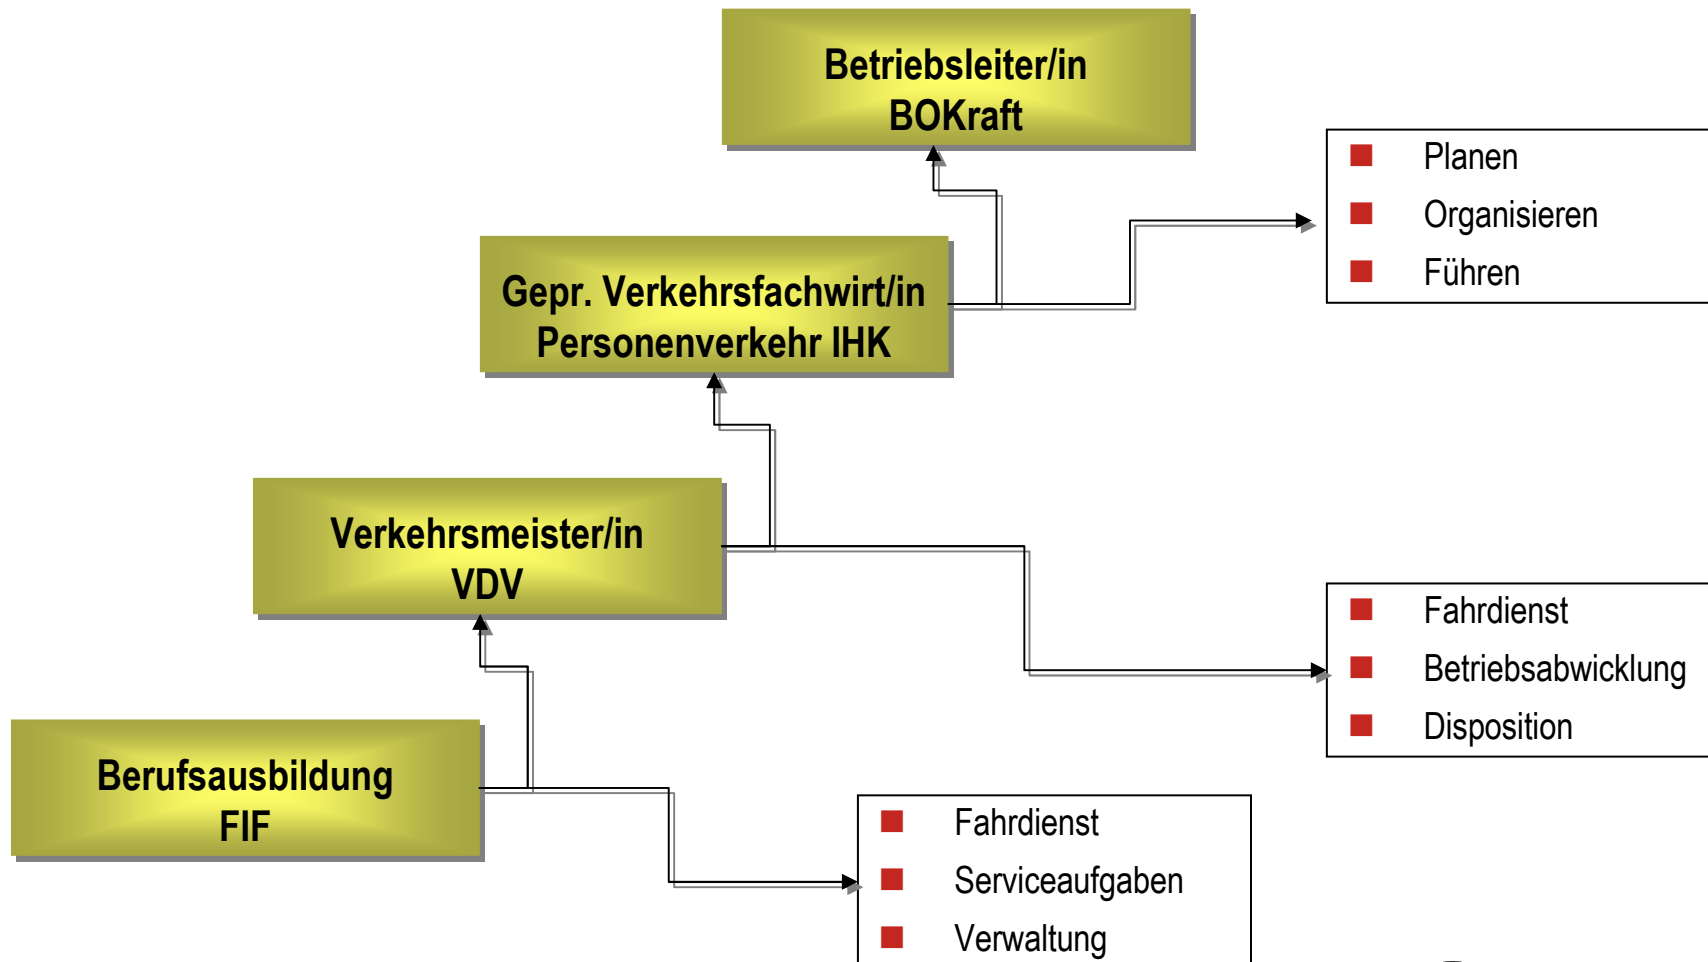 Betriebsleiter/in
BOKraft
Planen
Organisieren
Führen
Gepr. Verkehrsfachwirt/in
Personenverkehr IHK
Verkehrsmeister/in
VDV
Fahrdienst
Betriebsabwicklung
Disposition
Berufsausbildung
FIF
Fahrdienst
Serviceaufgaben
Verwaltung